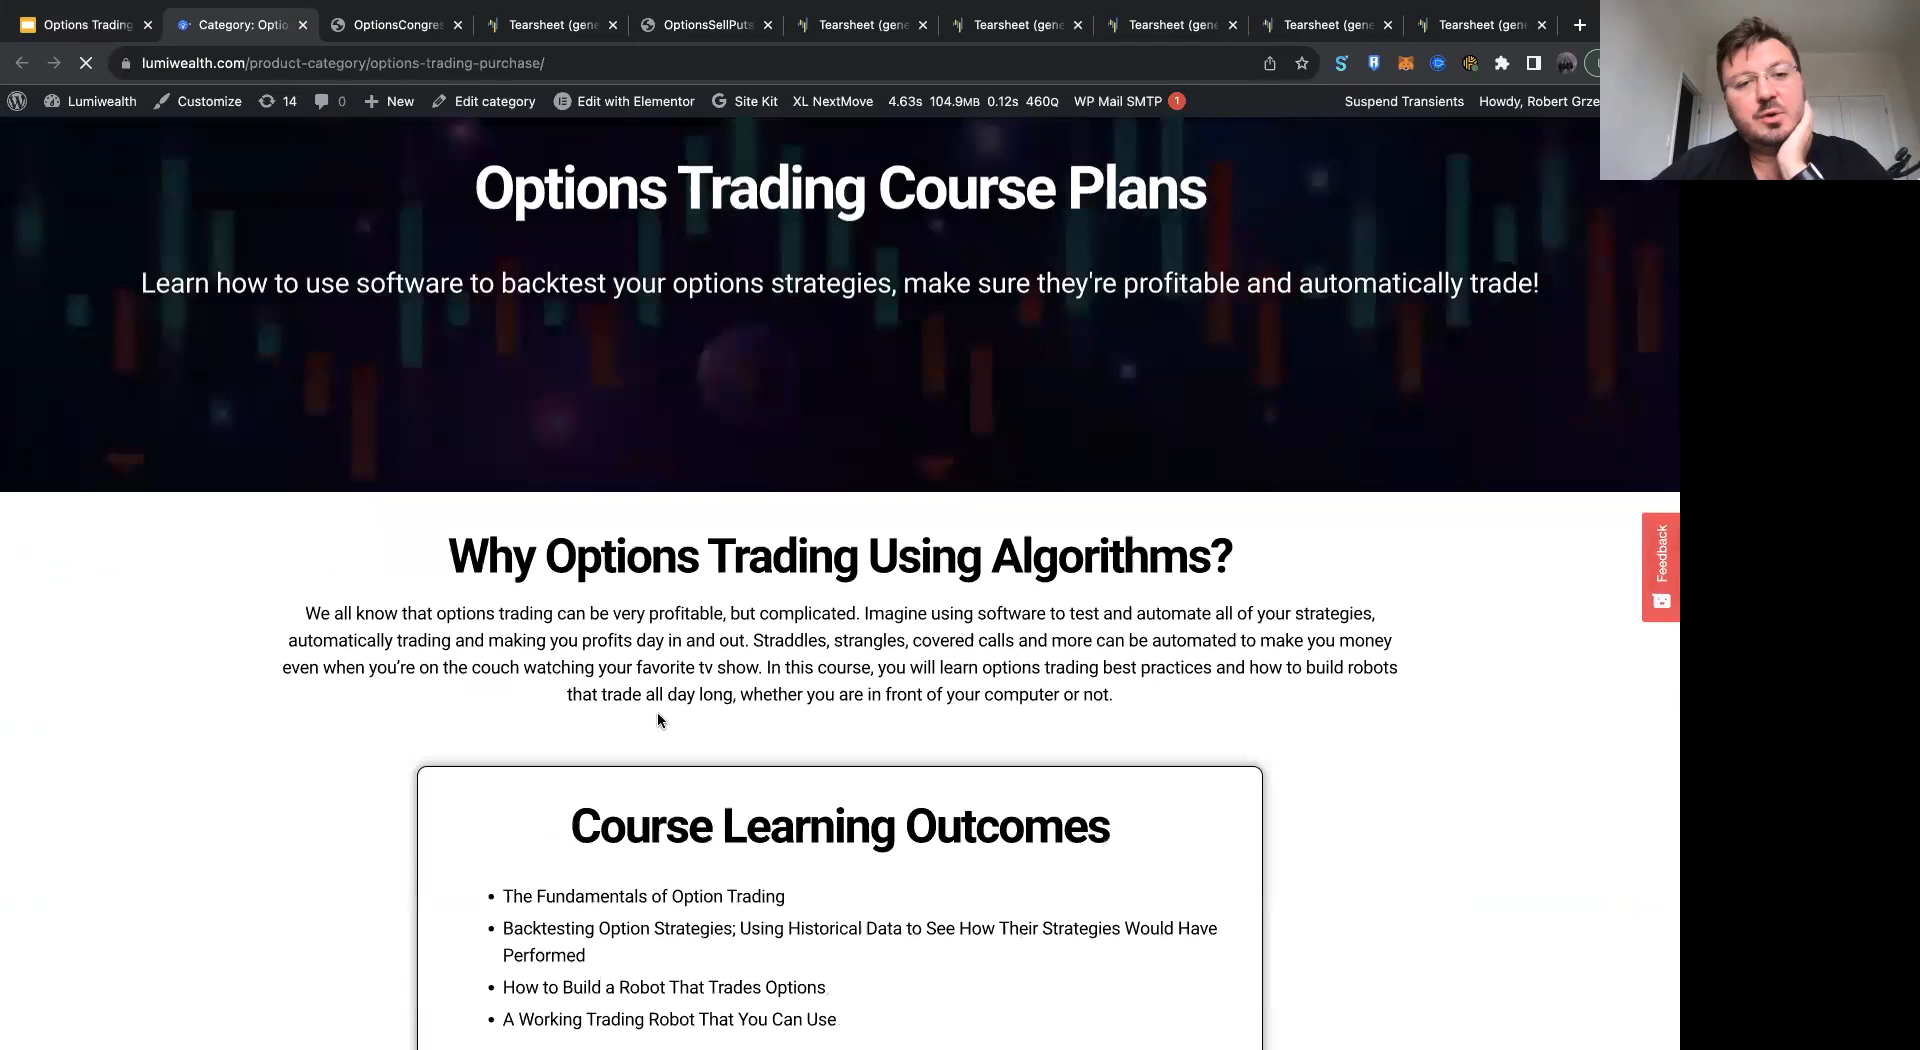 Options Trading
Category: Optio
OptionsCongre
Tearsheet (gene
OptionsSellPuts
Tearsheet (gene
Tearsheet (gene
Tearsheet (gene
Tearsheet (gene
Tearsheet (gene
lumiwealth.com/product-category/options-trading-purchase/
Lumiwealth Customize 14 0 New Edit category Edit with Elementor Site Kit XL NextMove 4.63s 104.9MB 0.12s 460Q WP Mail SMTP 1 Suspend Transients Howdy, Robert Grze
Options Trading Course Plans
Learn how to use software to backtest your options strategies, make sure they're profitable and automatically trade!
Why Options Trading Using Algorithms?
We all know that options trading can be very profitable, but complicated. Imagine using software to test and automate all of your strategies,
automatically trading and making you profits day in and out. Straddles, strangles, covered calls and more can be automated to make you money
even when you’re on the couch watching your favorite tv show. In this course, you will learn options trading best practices and how to build robots
that trade all day long, whether you are in front of your computer or not.
Feedback
Course Learning Outcomes
• The Fundamentals of Option Trading
• Backtesting Option Strategies; Using Historical Data to See How Their Strategies Would Have
Performed
• How to Build a Robot That Trades Options
• A Working Trading Robot That You Can Use